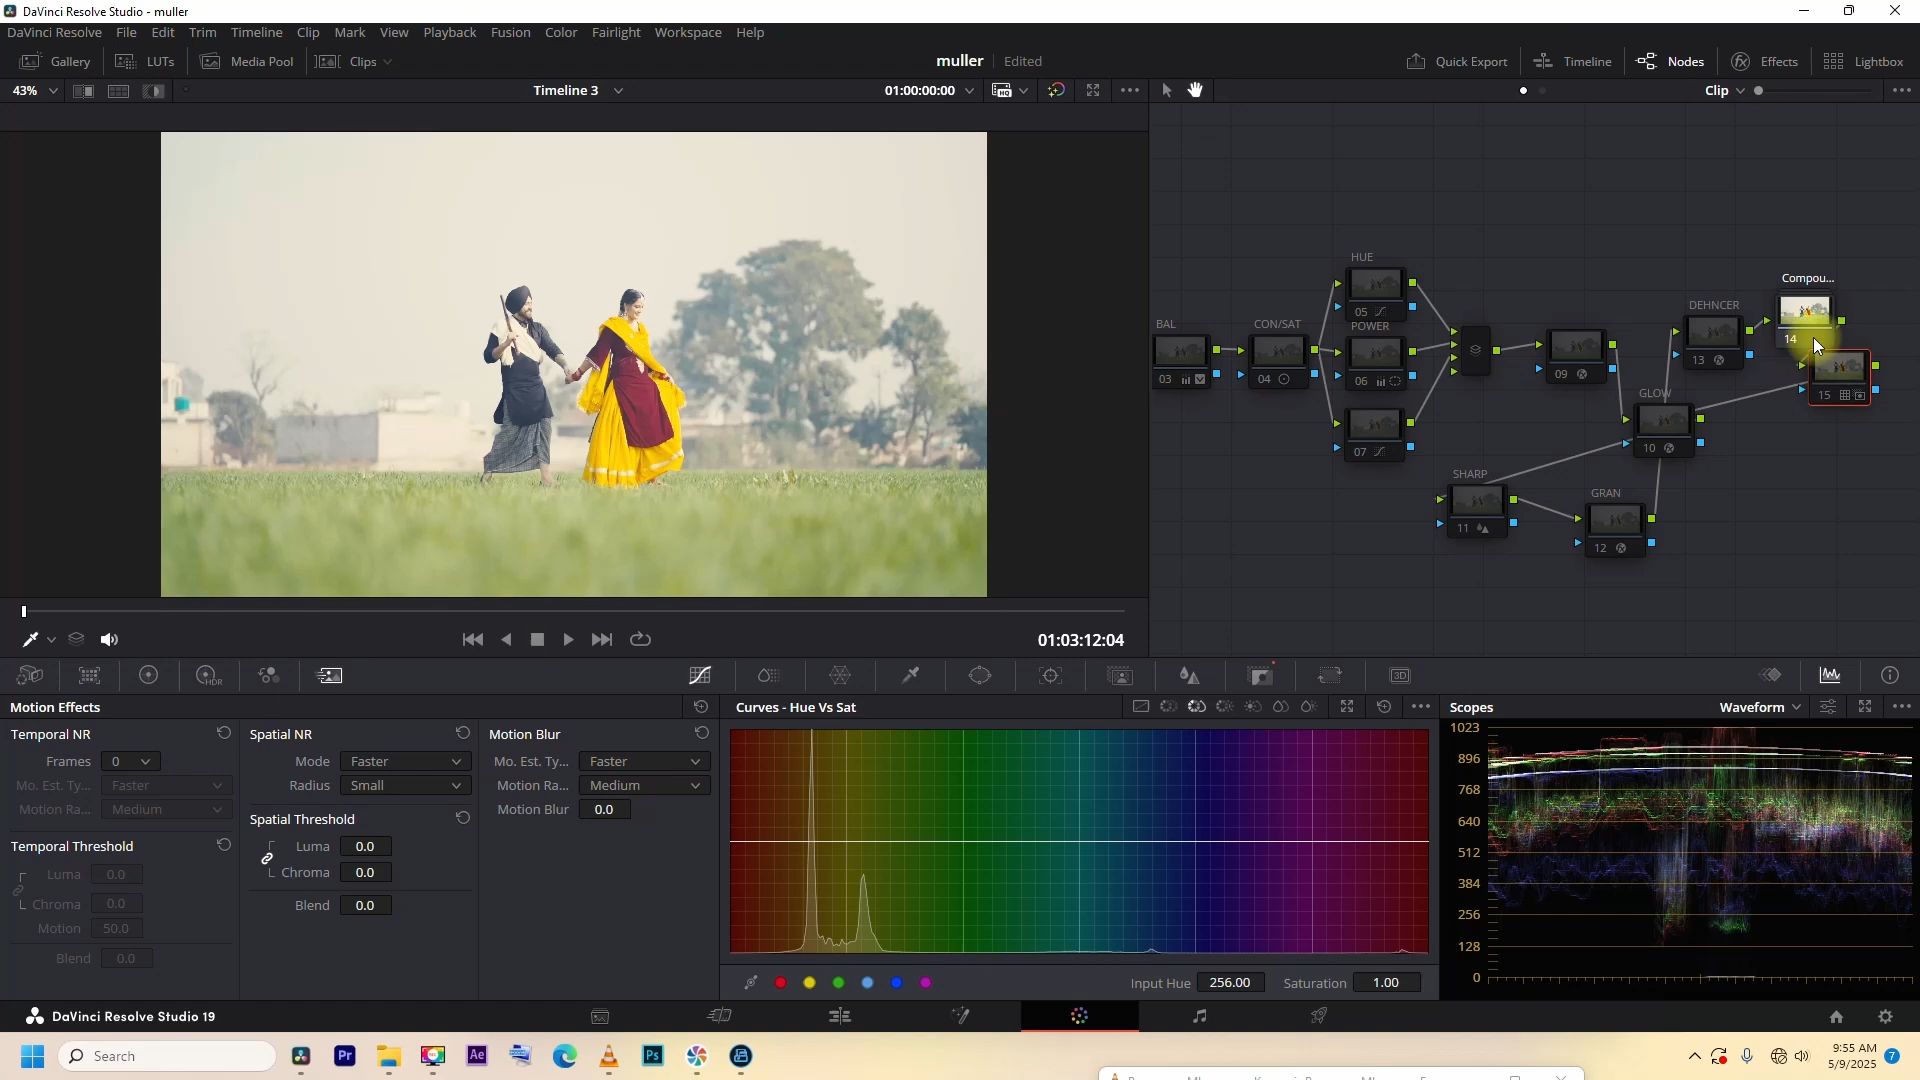 DaVinci Resolve Studio - muller
DaVinci Resolve File Edit Trim Timeline Clip Mark View Playback Fusion Color Fairlight Workspace Help
Gallery LUTs Media Pool Clips muller Edited Quick Export Timeline Nodes Effects Lightbox
43% Timeline 3 01:00:00:00 Clip
HUE
05
Compou...
14
DEHNCER
13
BAL
03
CON/SAT
04
POWER
06
09
15
GLOW
10
07
SHARP
11
GRAN
12
01:03:12:04
HDR
3D
Motion Effects
Temporal NR
Frames 0
Mo. Est. Ty... Faster
Motion Ra... Medium
Temporal Threshold
Luma 0.0
Chroma 0.0
Motion 50.0
Blend 0.0
Spatial NR
Mode Faster
Radius Small
Spatial Threshold
Luma 0.0
Chroma 0.0
Blend 0.0
Motion Blur
Mo. Est. Ty... Faster
Motion Ra... Medium
Motion Blur 0.0
Curves - Hue Vs Sat
Input Hue 256.00 Saturation 1.00
Scopes Waveform
1023
896
768
640
512
384
256
128
0
DaVinci Resolve Studio 19
Search
Pr
Ae
Ps
9:55 AM
5/9/2025
7